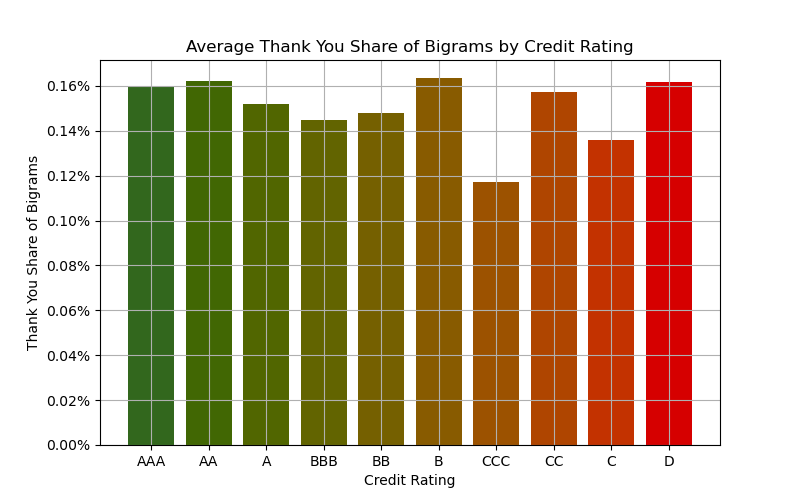 Average Thank You Share of Bigrams by Credit Rating
Thank You Share of Bigrams
0.16%
0.14%
0.12%
0.10%
0.08%
0.06%
0.04%
0.02%
0.00%
AAA AA A BBB BB B CCC CC C D
Credit Rating